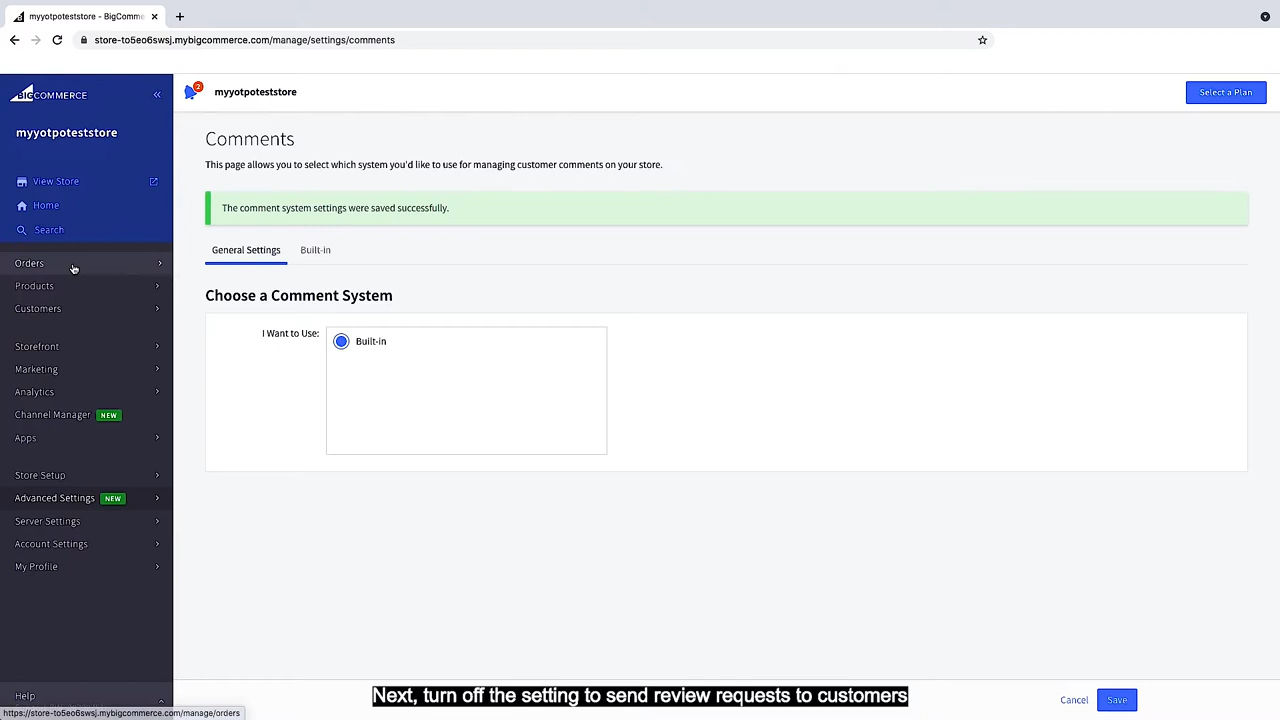 myyotpoteststore - BigComme
store-to5eo6swsj.mybigcommerce.com/manage/settings/comments
BIGCOMMERCE
«
2
myyotpoteststore
Select a Plan
myyotpoteststore
View Store
Home
Search
Orders
Products
Customers
Storefront
Marketing
Analytics
Channel Manager NEW
Apps
Store Setup
Advanced Settings NEW
Server Settings
Account Settings
My Profile
Help
Comments
This page allows you to select which system you'd like to use for managing customer comments on your store.
The comment system settings were saved successfully.
General Settings Built-in
Choose a Comment System
I Want to Use: Built-in
Next, turn off the setting to send review requests to customers
Cancel Save
https://store-to5eo6swsj.mybigcommerce.com/manage/orders